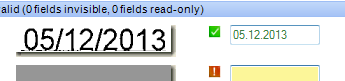 alid (0 fields invisible, 0 fields read-only)
05/12/2013 05.12.2013